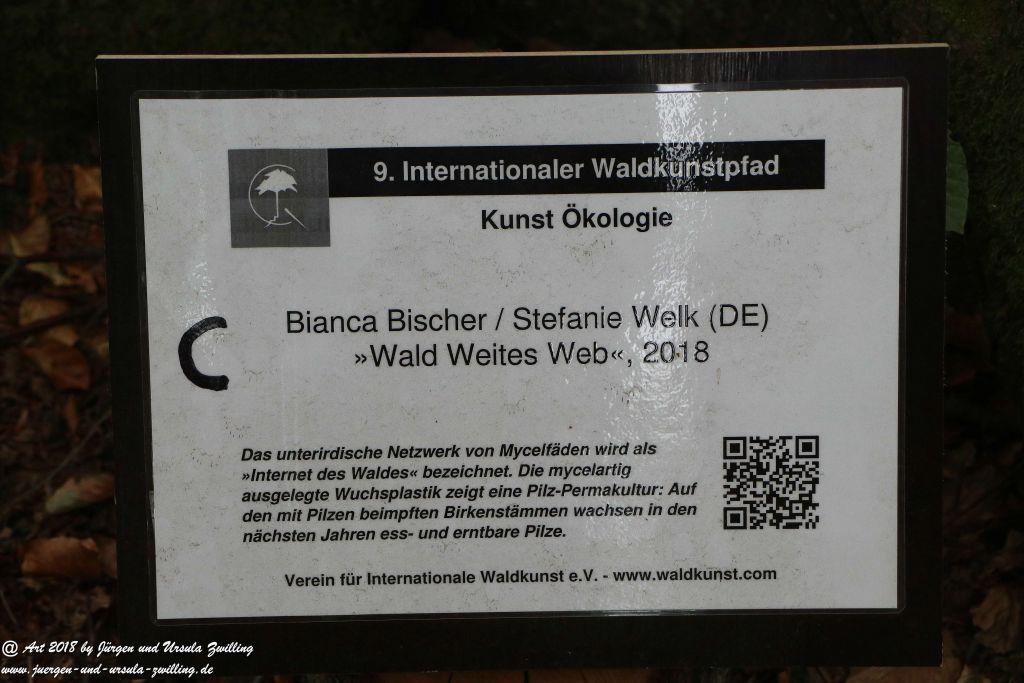 9. Internationaler Waldkunstpfad
Kunst Ökologie
Bianca Bischer / Stefanie Welk (DE)
»Wald Weites Web«, 2018
C
Das unterirdische Netzwerk von Mycelfäden wird als
»Internet des Waldes« bezeichnet. Die mycelartig
ausgelegte Wuchsplastik zeigt eine Pilz-Permakultur: Auf
den mit Pilzen beimpften Birkenstämmen wachsen in den
nächsten Jahren ess- und erntbare Pilze.
Verein für Internationale Waldkunst e.V. - www.waldkunst.com
@ Art 2018 by Jürgen und Ursula Zwilling
www.juergen-und-ursula-zwilling.de